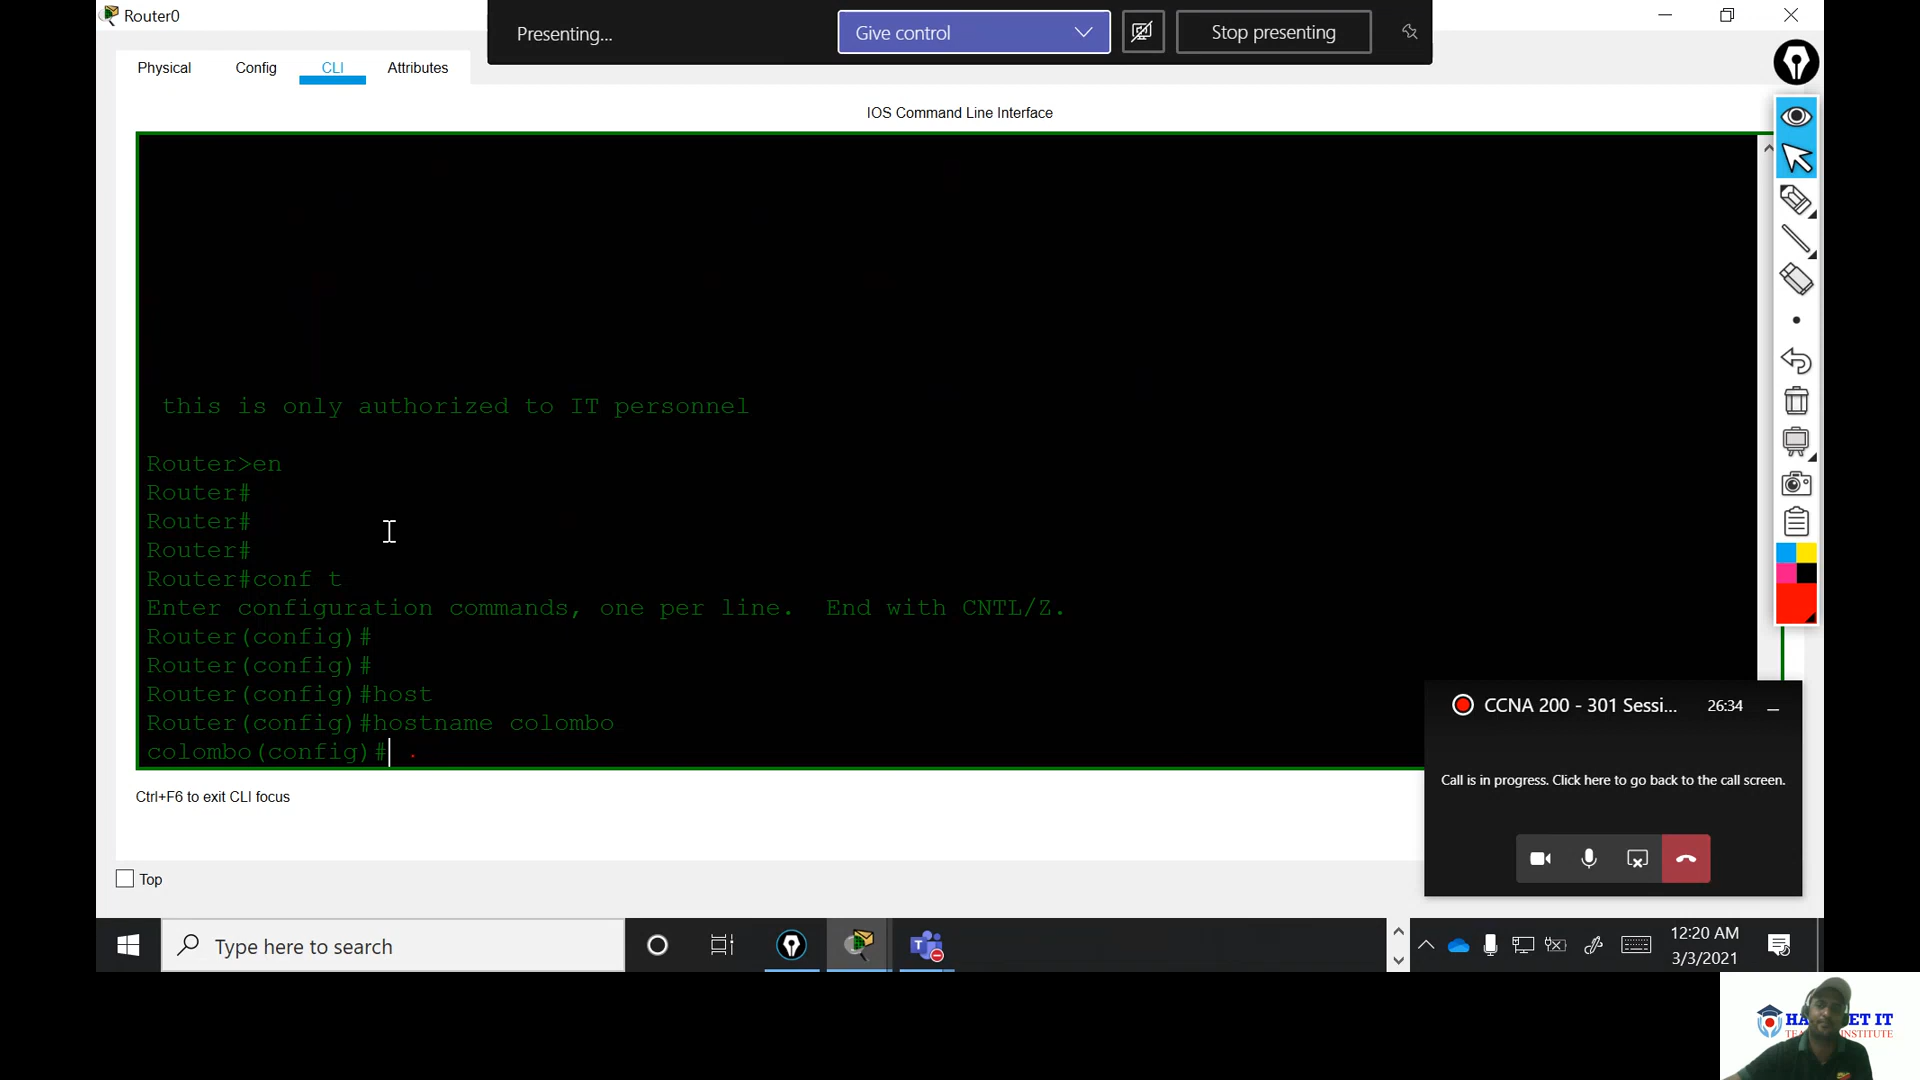 Router0
Presenting...
Give control
Stop presenting
Physical
Config
CLI
Attributes
IOS Command Line Interface
this is only authorized to IT personnel
Router>en
Router#
Router#
Router#
Router#conf t
Enter configuration commands, one per line.  End with CNTL/Z.
Router(config)#
Router(config)#
Router(config)#host
Router(config)#hostname colombo
colombo(config)#
CCNA 200 - 301 Sessi...
26:34
Call is in progress. Click here to go back to the call screen.
Ctrl+F6 to exit CLI focus
Top
Type here to search
12:20 AM
3/3/2021
ET IT
INSTITUTE